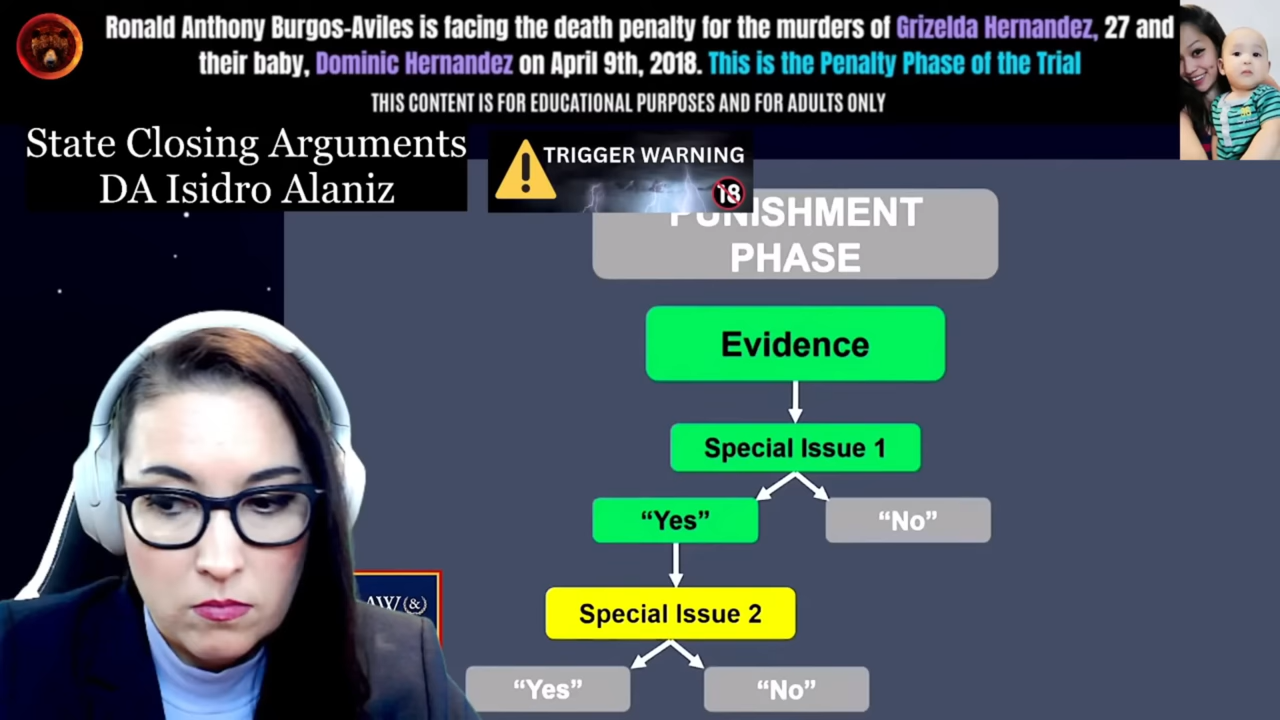 Ronald Anthony Burgos-Aviles is facing the death penalty for the murders of Grizelda Hernandez, 27 and
their baby, Dominic Hernandez on April 9th, 2018. This is the Penalty Phase of the Trial
THIS CONTENT IS FOR EDUCATIONAL PURPOSES AND FOR ADULTS ONLY
State Closing Arguments
DA Isidro Alaniz
TRIGGER WARNING
18
PUNISHMENT
PHASE
Evidence
Special Issue 1
“Yes”
“No”
AW (&)
Special Issue 2
“Yes”
“No”